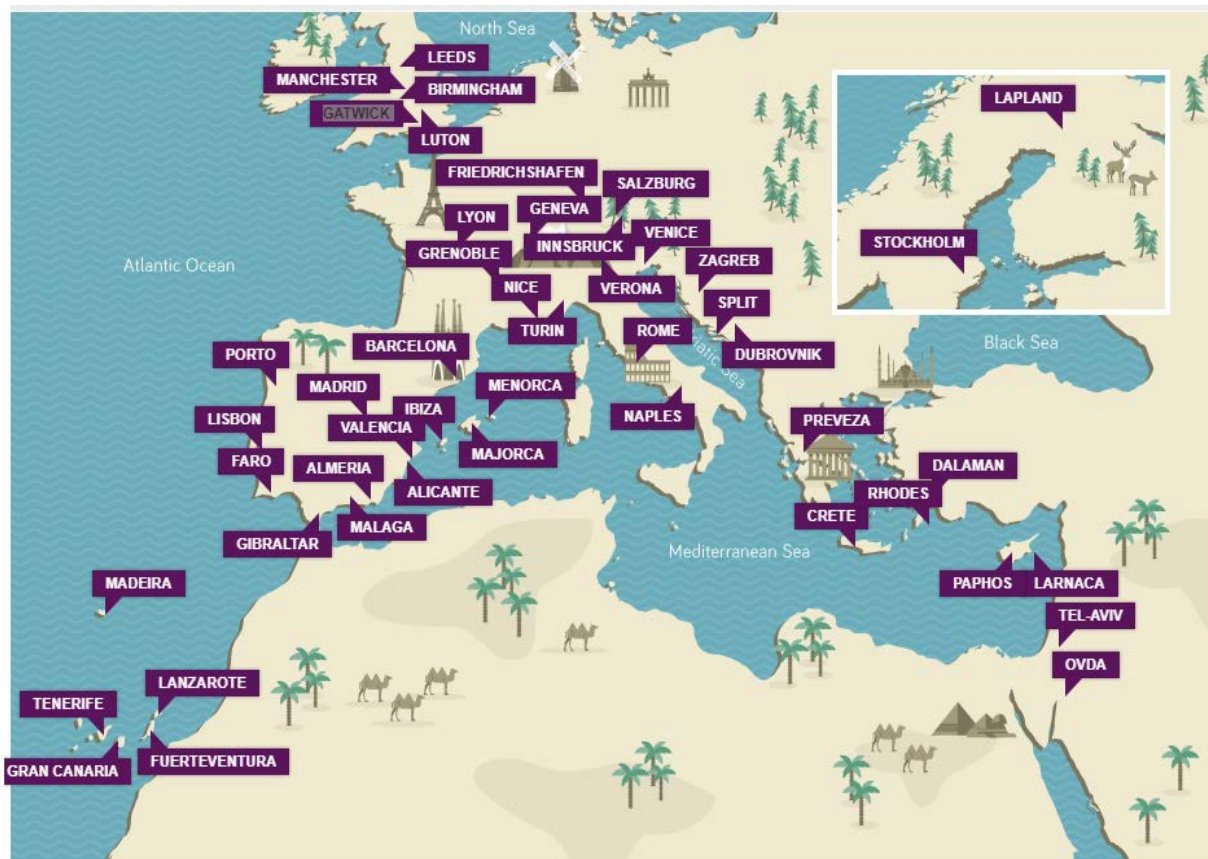 North Sea
LEEDS
MANCHESTER
BIRMINGHAM
GATWICK
LUTON
LAPLAND
FRIEDRICHSHAFEN
SALZBURG
GENEVA
LYON
VENICE
STOCKHOLM
INNSBRUCK
GRENOBLE
ZAGREB
Atlantic Ocean
NICE
VERONA
SPLIT
TURIN
ROME
Black Sea
BARCELONA
DUBROVNIK
riatic Sea
PORTO
MADRID
MENORCA
IBIZA
NAPLES
LISBON
VALENCIA
PREVEZA
MAJORCA
FARO
ALMERIA
DALAMAN
ALICANTE
RHODES
CRETE
MALAGA
GIBRALTAR
Mediterranean Sea
MADEIRA
PAPHOS
LARNACA
TEL-AVIV
OVDA
LANZAROTE
TENERIFE
FUERTEVENTURA
GRAN CANARIA